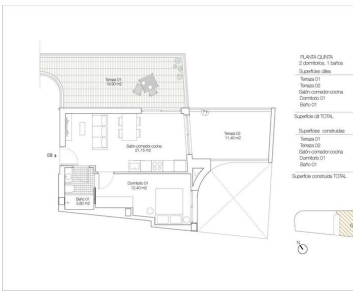 PLANTA QUINTA
2 dormitorios, 1 baños
Superficies útiles
Terraza 01
Terraza 02
Salón-comedor-cocina
Dormitorio 01
Baño 01
Superficie útil TOTAL
Superficies construidas
Terraza 01
Terraza 02
Salón-comedor-cocina
Dormitorio 01
Baño 01
Superficie construida TOTAL
Terraza 01
Terraza 02
11,40 m2
Salón-comedor-cocina
21,15 m2
Dormitorio 01
12,40 m2
Baño 01
N